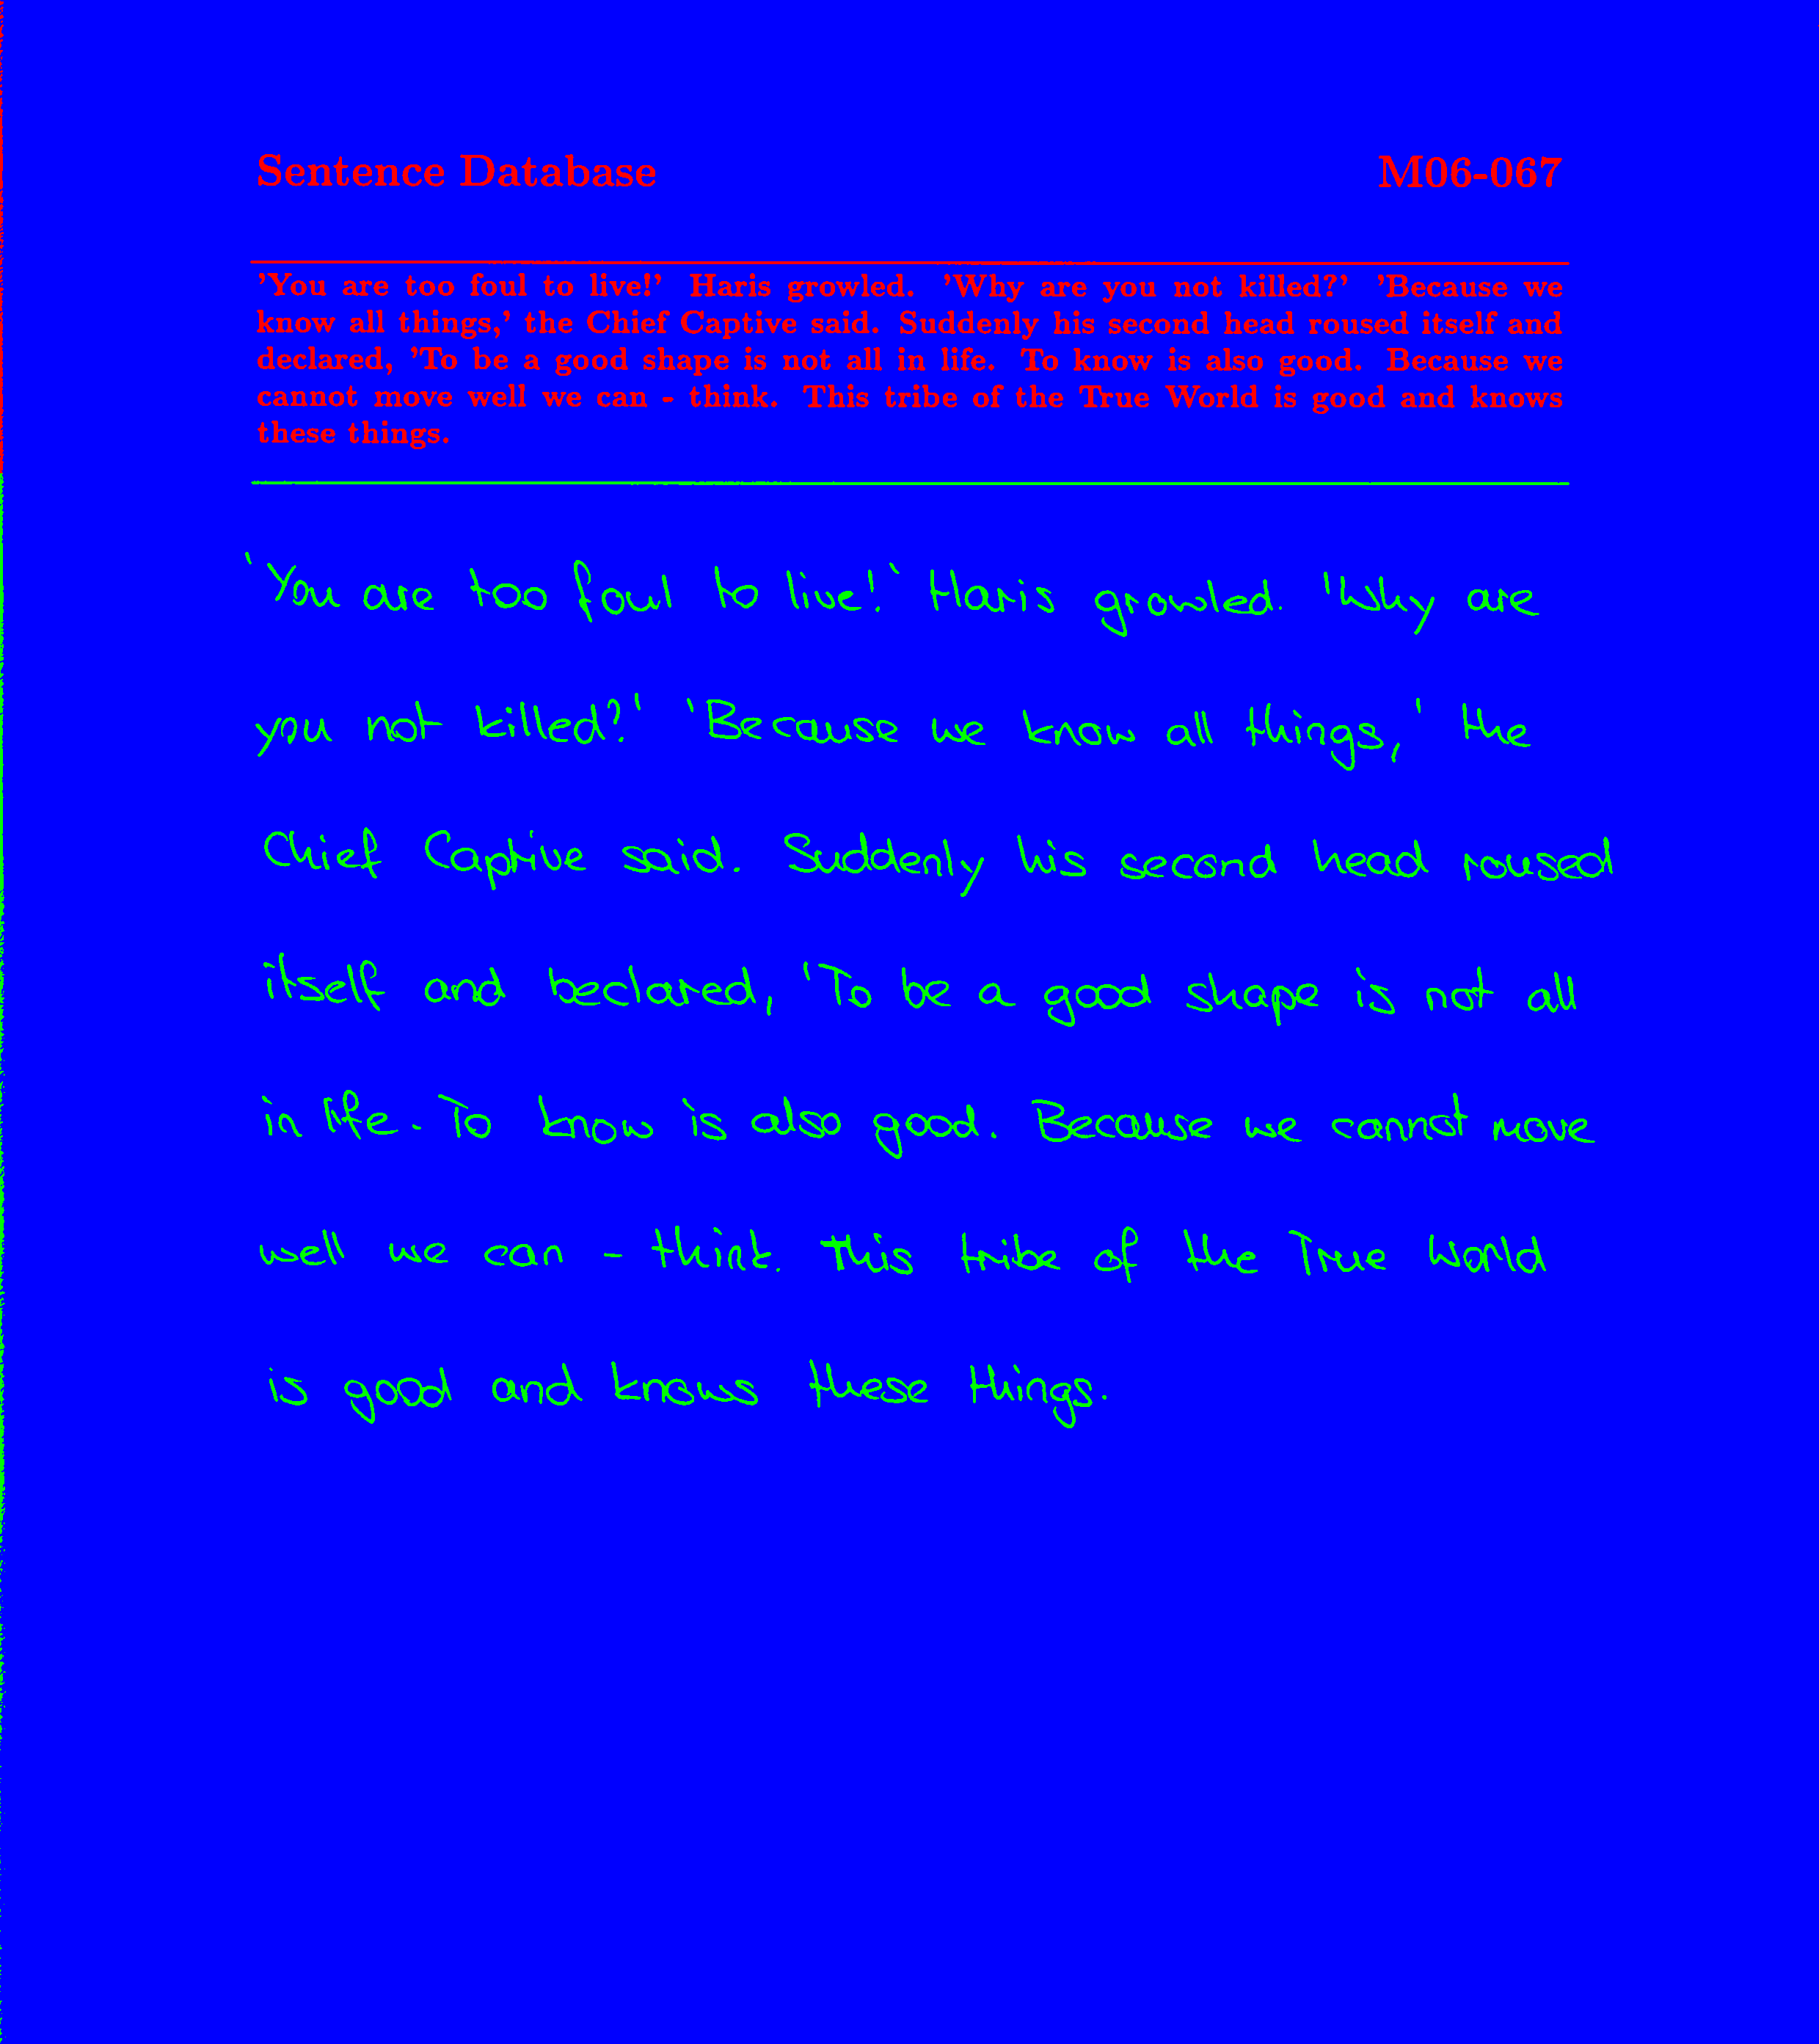 Sentence Database M06-067
'You are too foul to live!' Haris growled. 'Why are you not killed?' 'Because we
know all things,' the Chief Captive said. Suddenly his second head roused itself and
declared, 'To be a good shape is not all in life. To know is also good. Because we
cannot move well we can - think. This tribe of the True World is good and knows
these things.
'You are too foul to live!' Haris growled. 'Why are
you not killed?' 'Because we know all things,' the
Chief Captive said. Suddenly his second head roused
itself and beclared, 'To be a good shape is not all
in life. To know is also good. Because we cannot move
well we can - think. This tribe of the True World
is good and knows these things.